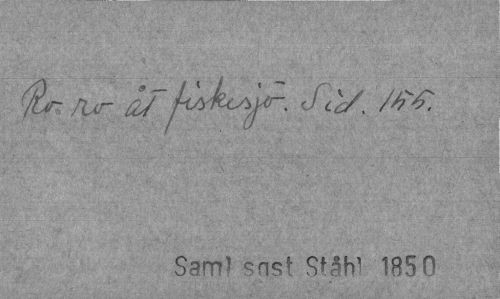 Ro ro åt fiskesjö. Sid. 155.
Saml sgst Ståhl 1850